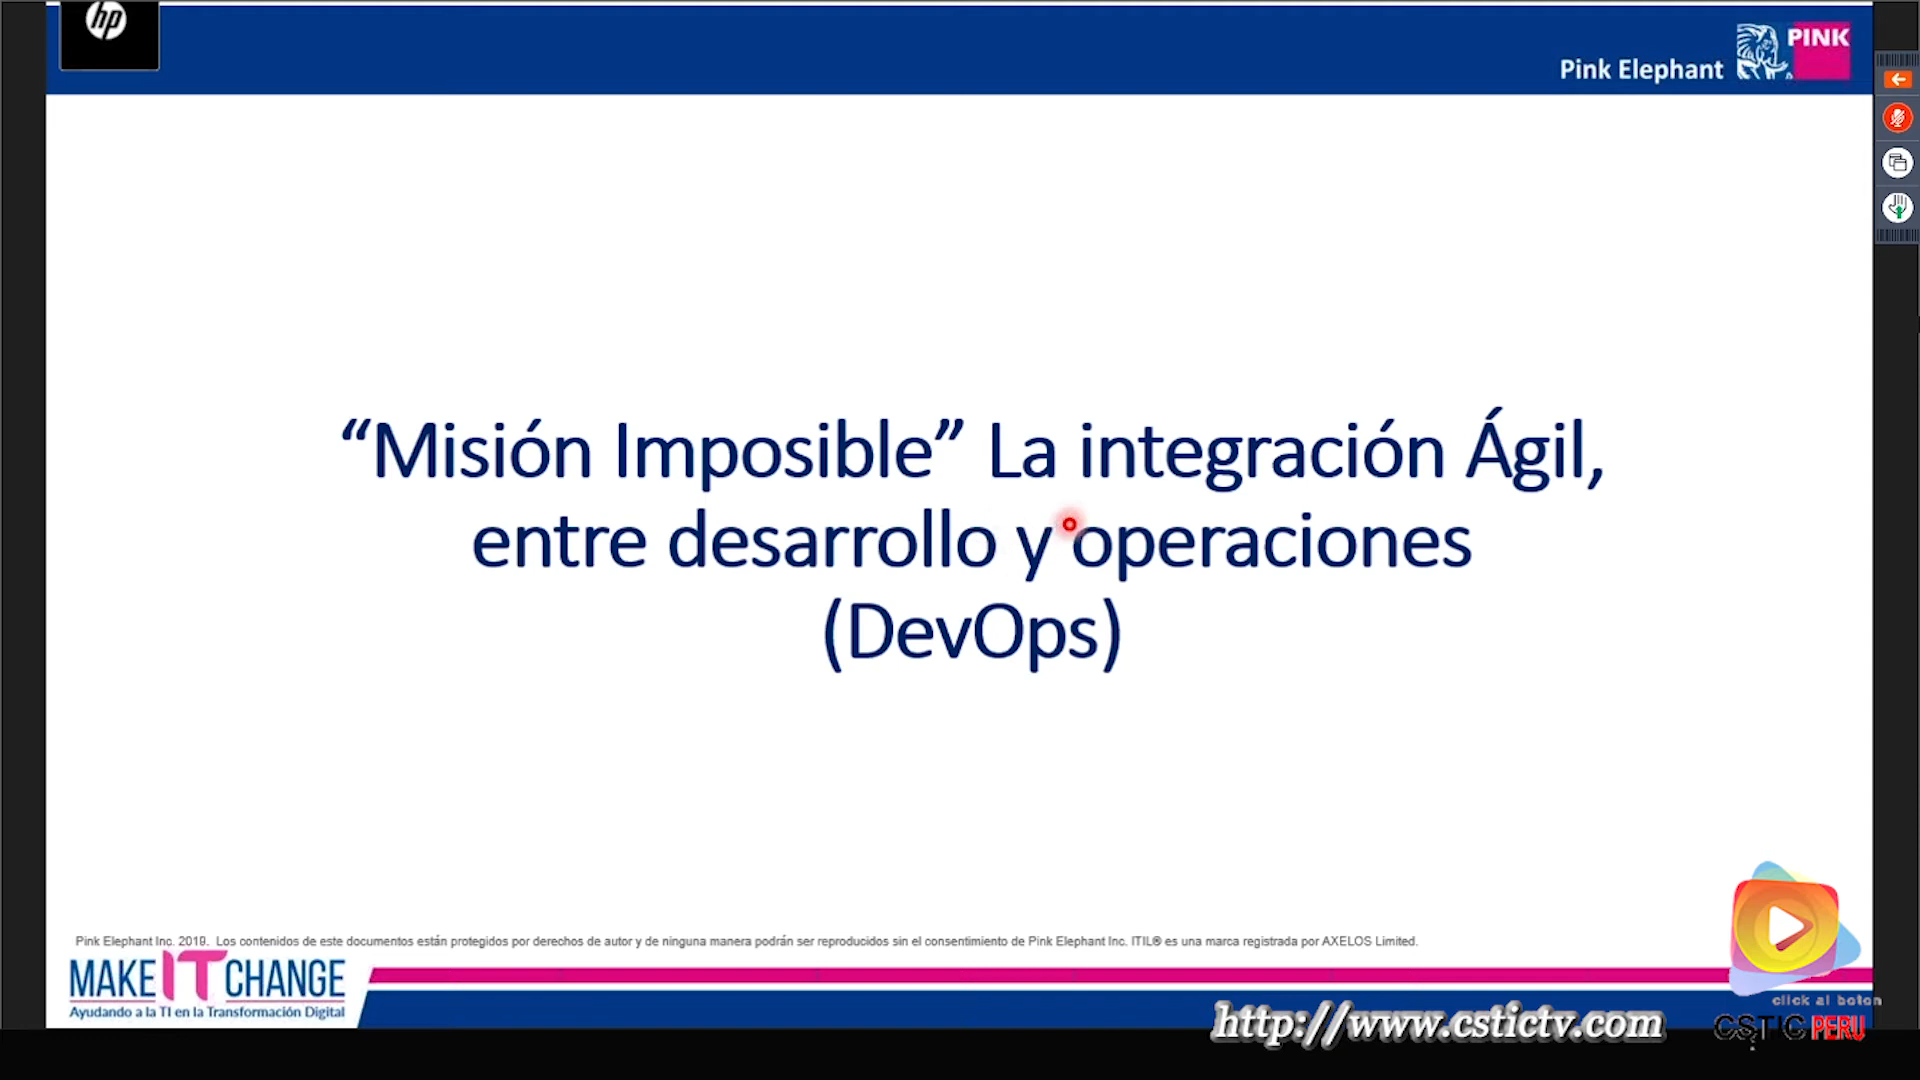 hp
Pink Elephant
PINK
“Misión Imposible” La integración Ágil,
entre desarrollo y operaciones
(DevOps)
Pink Elephant Inc. 2019. Los contenidos de este documentos están protegidos por derechos de autor y de ninguna manera podrán ser reproducidos sin el consentimiento de Pink Elephant Inc. ITIL® es una marca registrada por AXELOS Limited.
MAKE IT CHANGE
Ayudando a la TI en la Transformación Digital
click al boton
http://www.cstictv.com
CSTIC PERU